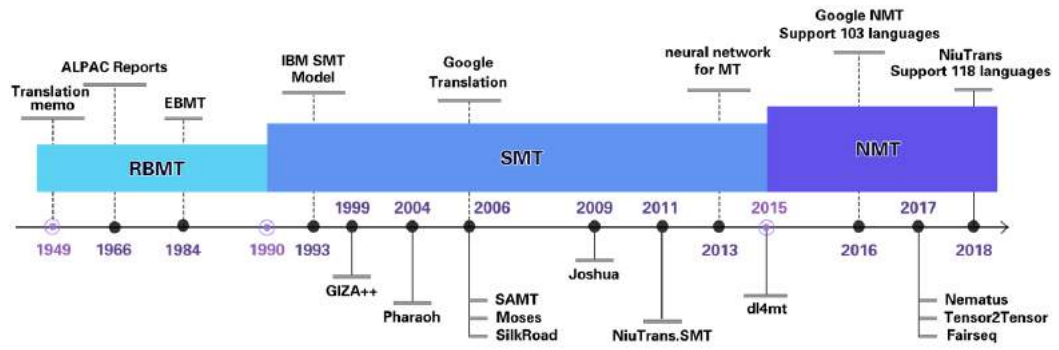 Google NMT
Support 103 languages
IBM SMT
Model
Google
Translation
neural network
for MT
NiuTrans
Support 118 languages
ALPAC Reports
Translation
memo
EBMT
RBMT
SMT
NMT
1999
2004
2006
2009
2011
2015
2017
1949
1966
1984
1990
1993
2013
2016
2018
GIZA++
Pharaoh
SAMT
Moses
SilkRoad
Joshua
NiuTrans.SMT
dl4mt
Nematus
Tensor2Tensor
Fairseq